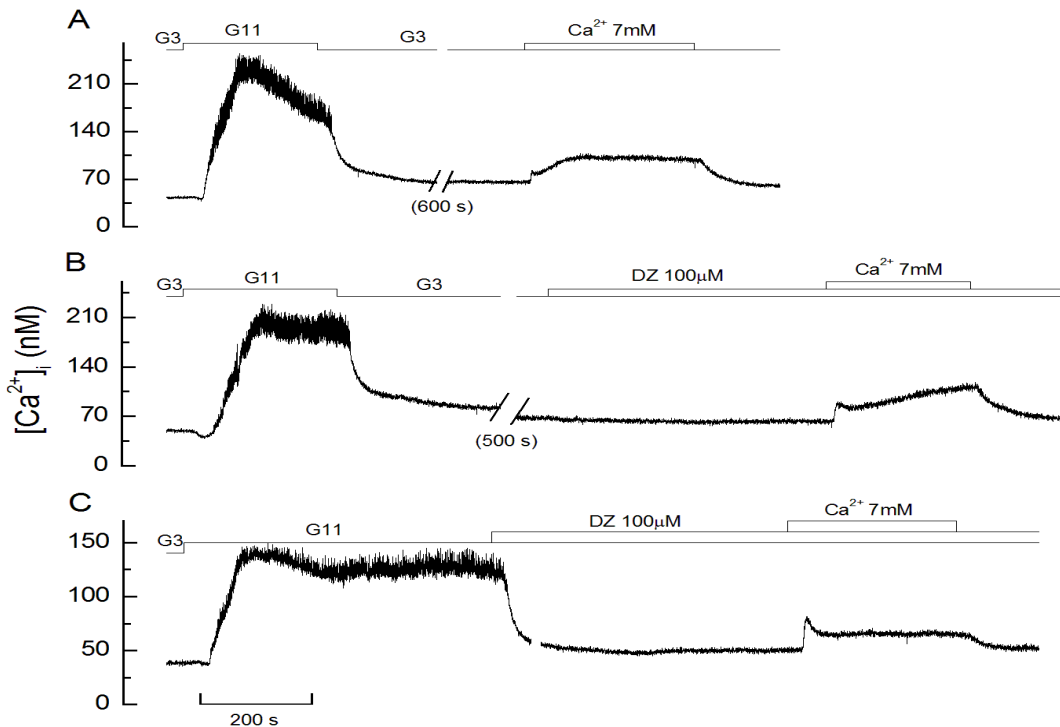 A
G3 G11 G3 Ca²⁺ 7mM
210
140
70
0
(600 s)
B
G3 G11 G3 DZ 100μM Ca²⁺ 7mM
210
140
70
0
(500 s)
[Ca²⁺]ᵢ (nM)
C
G3 G11 DZ 100μM Ca²⁺ 7mM
150
100
50
0
200 s